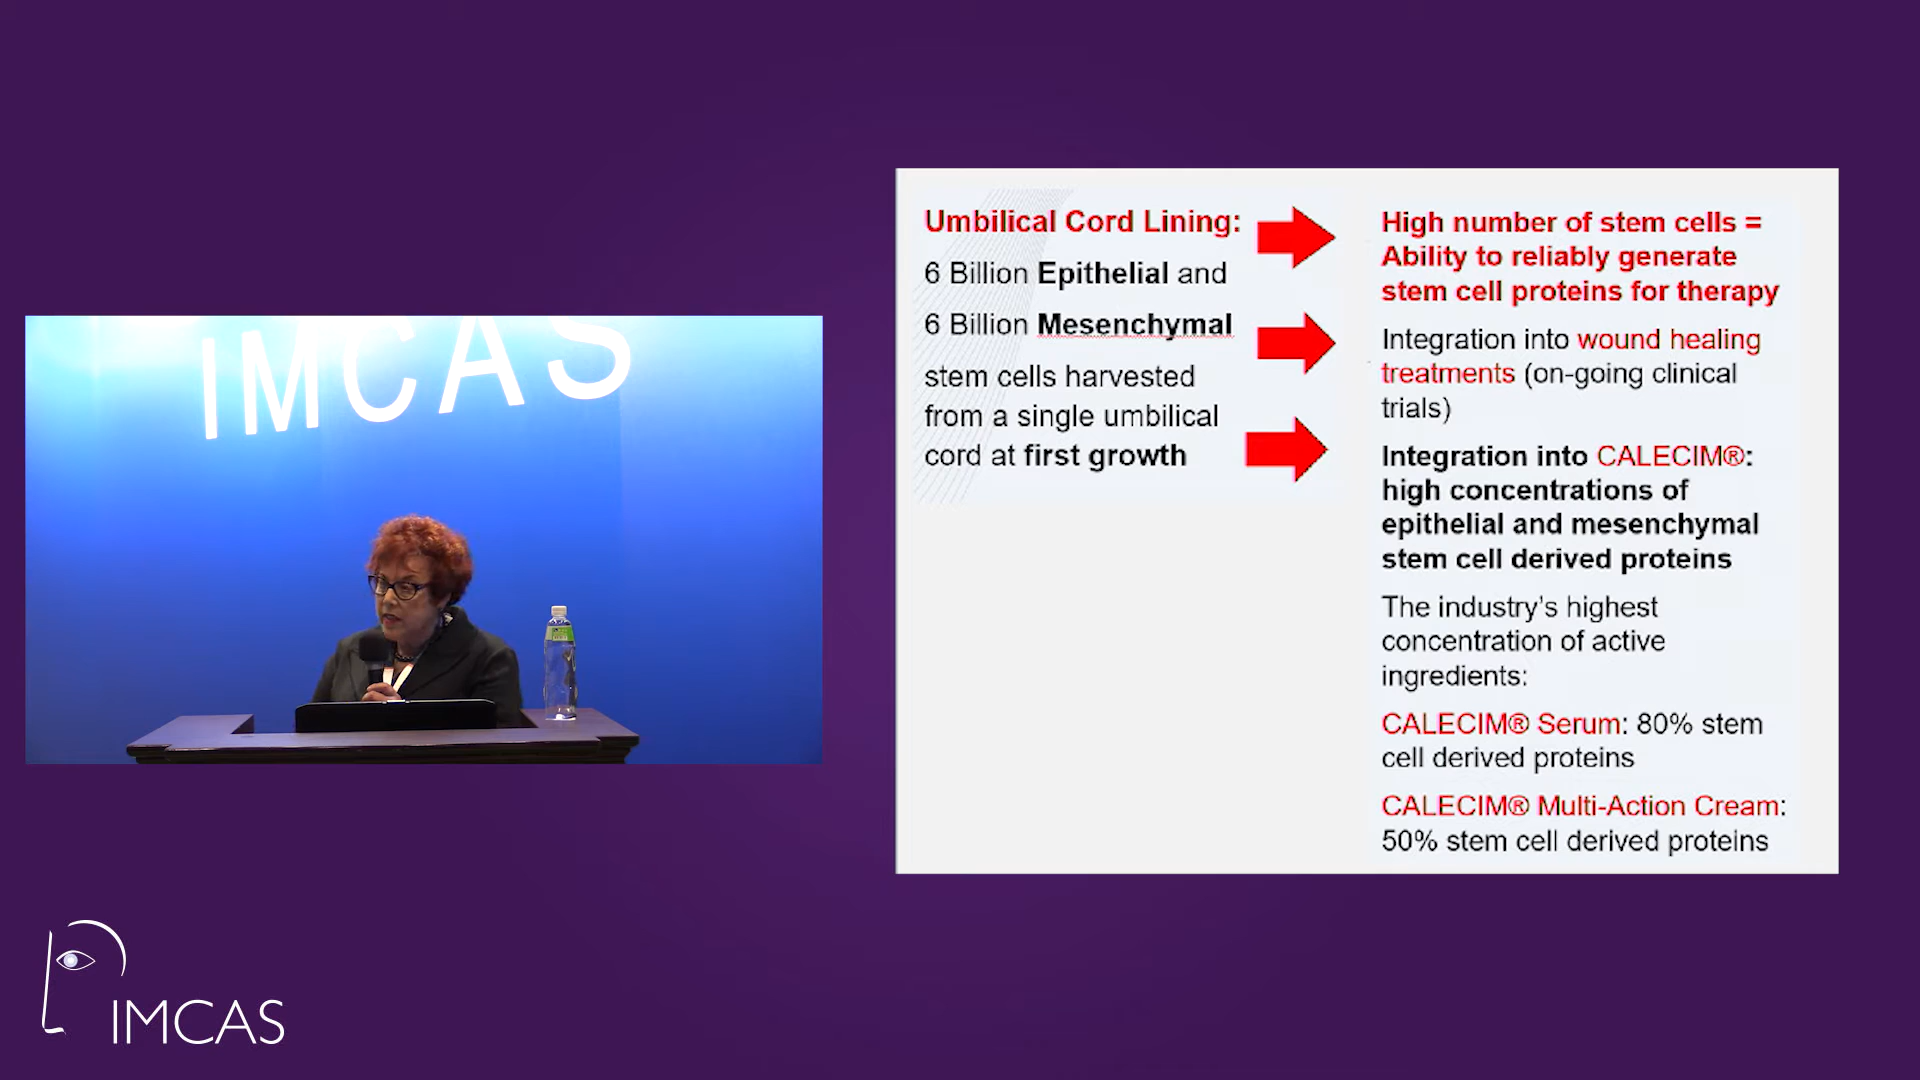 IMCAS
Umbilical Cord Lining:
6 Billion Epithelial and
6 Billion Mesenchymal
stem cells harvested
from a single umbilical
cord at first growth
High number of stem cells =
Ability to reliably generate
stem cell proteins for therapy
Integration into wound healing
treatments (on-going clinical
trials)
Integration into CALECIM®:
high concentrations of
epithelial and mesenchymal
stem cell derived proteins
The industry’s highest
concentration of active
ingredients:
CALECIM® Serum: 80% stem
cell derived proteins
CALECIM® Multi-Action Cream:
50% stem cell derived proteins
IMCAS